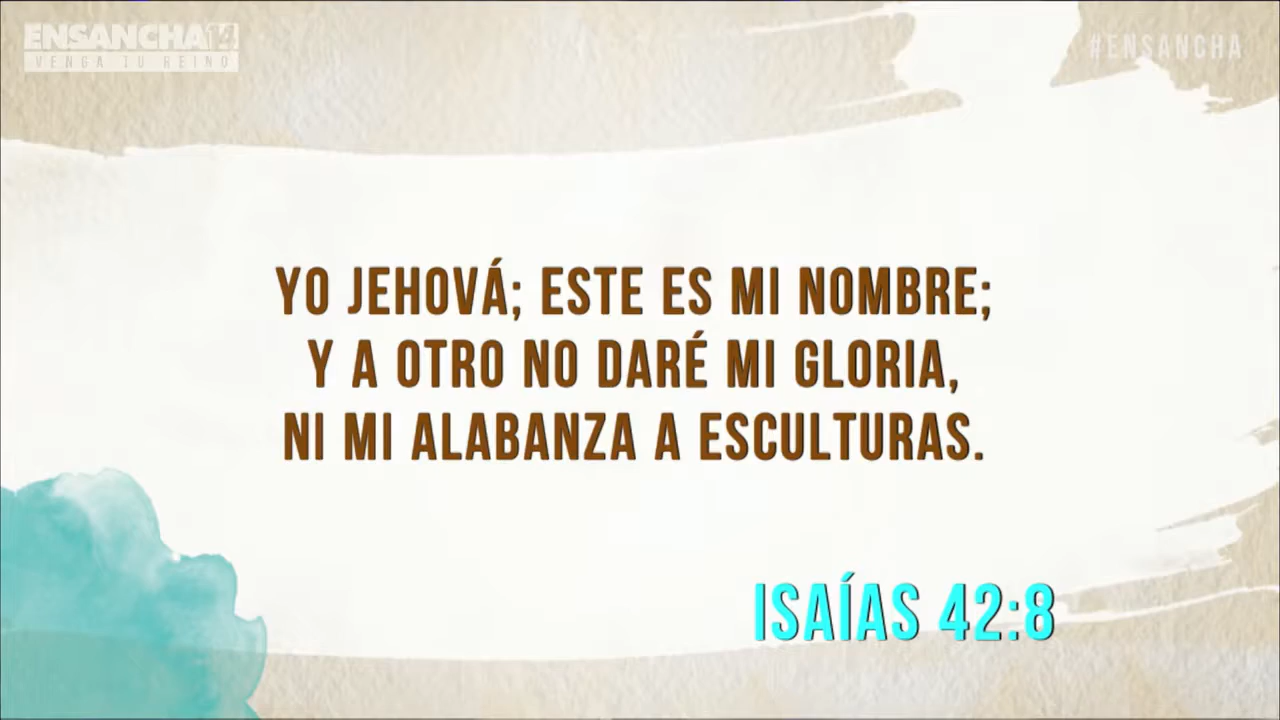 ENSANCHA14
VENGA TU REINO
#ENSANCHA
YO JEHOVÁ; ESTE ES MI NOMBRE;
Y A OTRO NO DARÉ MI GLORIA,
NI MI ALABANZA A ESCULTURAS.
ISAÍAS 42:8